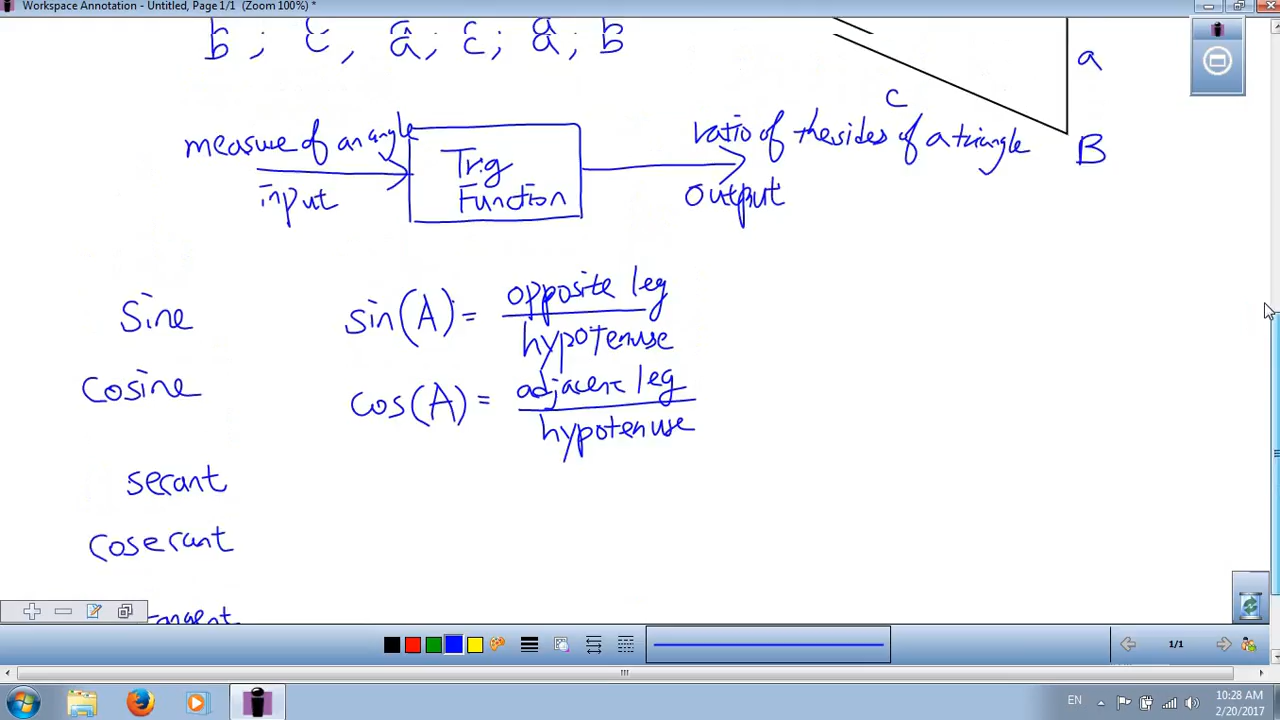 Workspace Annotation - Untitled, Page 1/1 (Zoom 100%) *
b ; c , a ; c ; a ; b
a
c
B
measure of an angle
input
Trig
Function
ratio of the sides of a triangle
output
Sine
sin(A) = opposite leg
hypotenuse
Cosine
cos(A) = adjacent leg
hypotenuse
secant
cosecant
1/1
EN
10:28 AM
2/20/2017